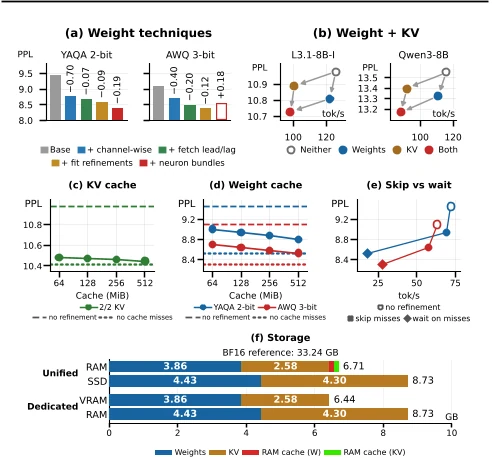 (a) Weight techniques
(b) Weight + KV
PPL YAQA 2-bit AWQ 3-bit
9.5
9.0
8.5
8.0
−0.70
−0.07
−0.09
−0.19
−0.40
−0.20
−0.12
+0.18
PPL L3.1-8B-I Qwen3-8B
10.9
10.8
10.7
13.5
13.4
13.3
13.2
tok/s tok/s
100 120 100 120
Base + channel-wise + fetch lead/lag
+ fit refinements + neuron bundles
Neither Weights KV Both
(c) KV cache (d) Weight cache (e) Skip vs wait
PPL PPL PPL
10.8
10.6
10.4
9.2
8.8
8.4
9.2
8.8
8.4
64 128 256 512 64 128 256 512 25 50 75
Cache (MiB) Cache (MiB) tok/s
2/2 KV YAQA 2-bit AWQ 3-bit no refinement
no refinement no cache misses no refinement no cache misses skip misses wait on misses
(f) Storage
BF16 reference: 33.24 GB
Unified RAM 3.86 2.58 6.71
SSD 4.43 4.30 8.73
Dedicated VRAM 3.86 2.58 6.44
RAM 4.43 4.30 8.73 GB
0 2 4 6 8 10
Weights KV RAM cache (W) RAM cache (KV)